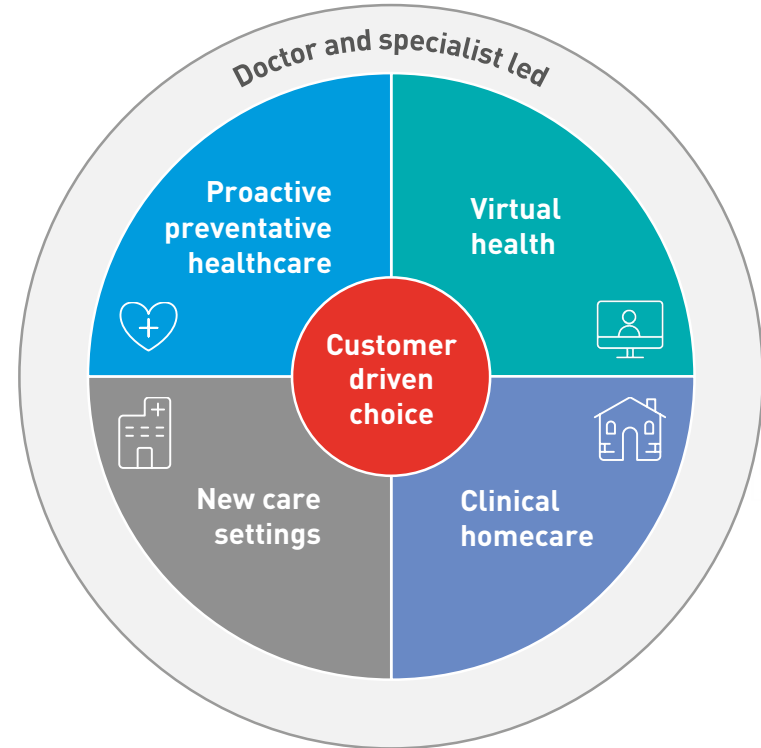 Doctor and specialist led
Proactive
preventative
healthcare
Virtual
health
Customer
driven
choice
New care
settings
Clinical
homecare